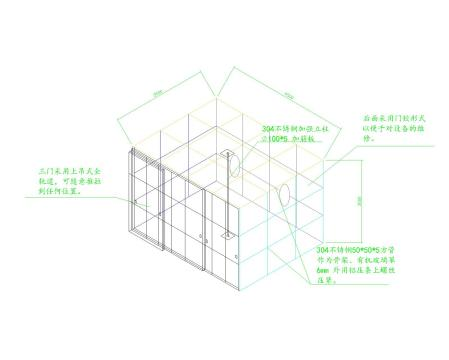 304不锈钢加强立柱
∅100*5 加筋板
后面采用门铰形式
以便于对设备的维
修。
三门采用上吊式全
轨道,可随意推拉
到任何位置。
304不锈钢50*50*5方管
作为骨架、有机玻璃罩
6mm 外用铝压条上螺丝
压紧。